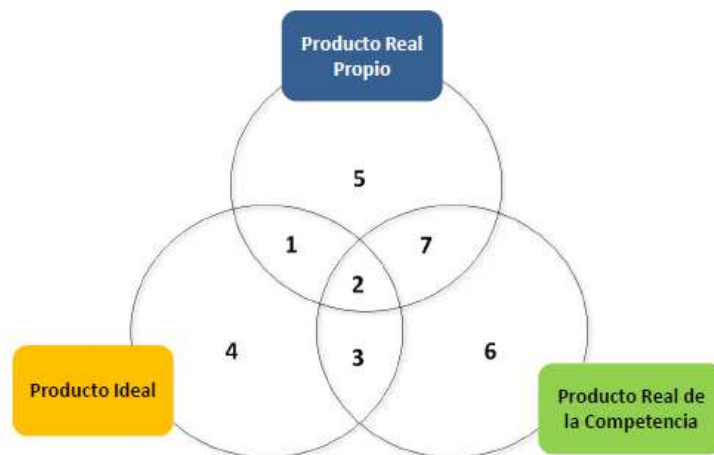 Producto Real
Propio
5
1
7
2
4
3
6
Producto Ideal
Producto Real de
la Competencia